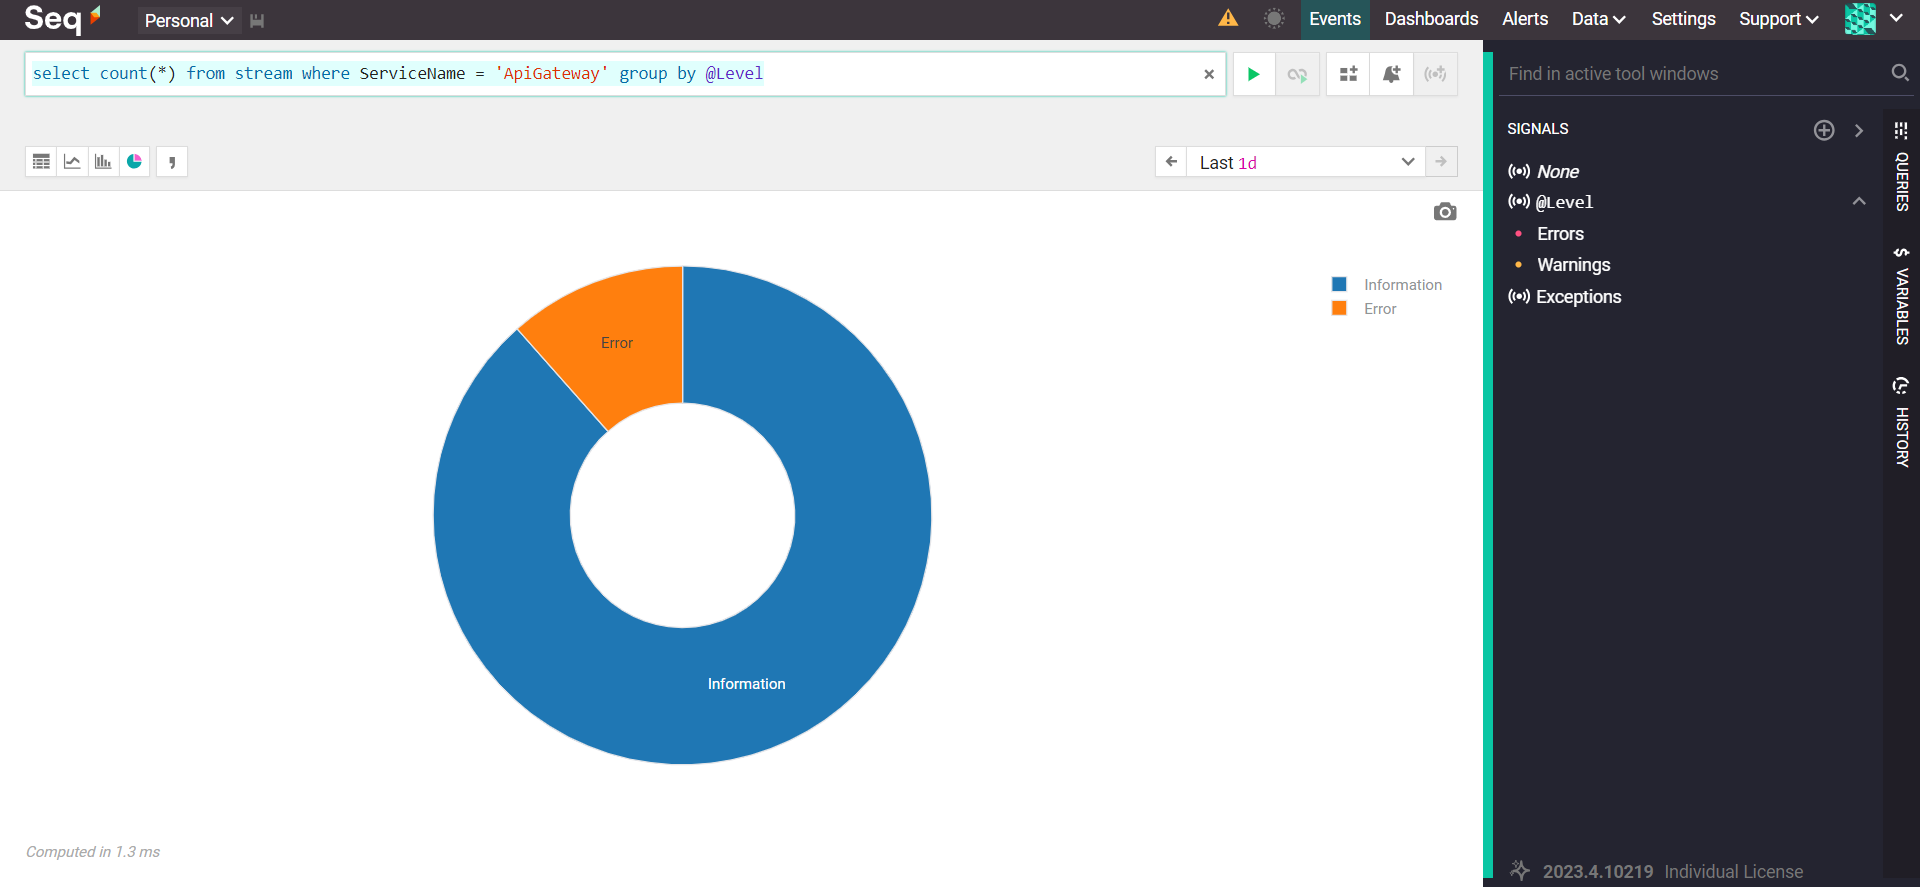 Seq
Personal
Events
Dashboards
Alerts
Data
Settings
Support
select count(*) from stream where ServiceName = 'ApiGateway' group by @Level
Find in active tool windows
Last 1d
SIGNALS
None
@Level
Errors
Warnings
Exceptions
QUERIES
VARIABLES
HISTORY
Information
Error
Error
Information
Computed in 1.3 ms
2023.4.10219 Individual License